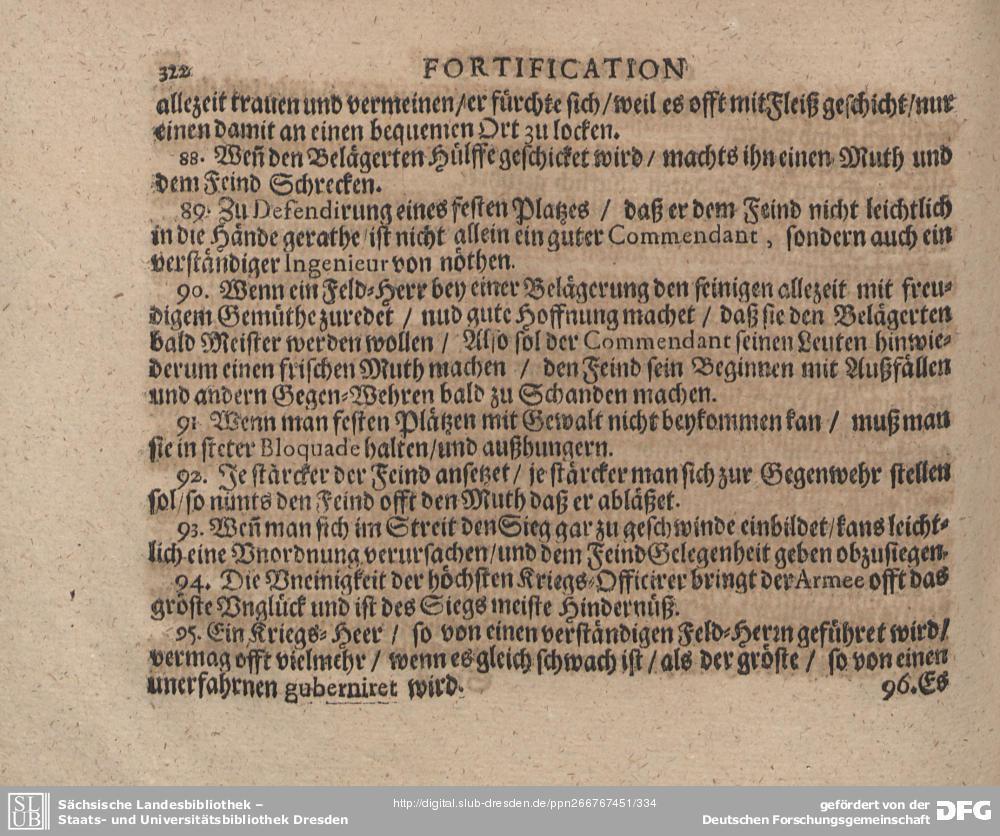 322 FORTIFICATION
allezeit trauen und vermeinen/er fürchte sich/weil es offt mit Fleiß geschicht/nur
einen damit an einen bequemen Ort zu locken.
88. Weñ den Belägerten Hülffe geschicket wird/ machts ihn einen Muth und
dem Feind Schrecken.
89. Zu Defendirung eines festen Platzes / daß er dem Feind nicht leichtlich
in die Hände gerathe/ist nicht allein ein guter Commendant, sondern auch ein
verständiger Ingenieur von nöthen.
90. Wenn ein Feld-Herr bey einer Belägerung den seinigen allezeit mit freu-
digem Gemüthe zuredet / nud gute Hoffnung machet / daß sie den Belägerten
bald Meister werden wollen / Also sol der Commendant seinen Leuten hinwie-
derum einen frischen Muth machen / den Feind sein Beginnen mit Außfällen
und andern Gegen-Wehren bald zu Schanden machen.
91 Wenn man festen Plätzen mit Gewalt nicht beykommen kan / muß man
sie in steter Bloquade halten/und außhungern.
92. Je stärcker der Feind ansetzet/ je stärcker man sich zur Gegenwehr stellen
sol/so nimts den Feind offt den Muth daß er abläßet.
93. Weñ man sich im Streit den Sieg gar zu geschwinde einbildet/kans leicht-
lich eine Vnordnung verursachen/und dem Feind Gelegenheit geben obzusiegen.
94. Die Vneinigkeit der höchsten Kriegs-Officirer bringt der Armee offt das
gröste Vnglück und ist des Siegs meiste Hindernüß.
95. Ein Kriegs-Heer / so von einen verständigen Feld-Herrn geführet wird/
vermag offt vielmehr / wenn es gleich schwach ist / als der gröste / so von einen
unerfahrnen guberniret wird. 96. Es
SLUB Sächsische Landesbibliothek –
Staats- und Universitätsbibliothek Dresden
http://digital.slub-dresden.de/ppn266767451/334
gefördert von der
Deutschen Forschungsgemeinschaft DFG